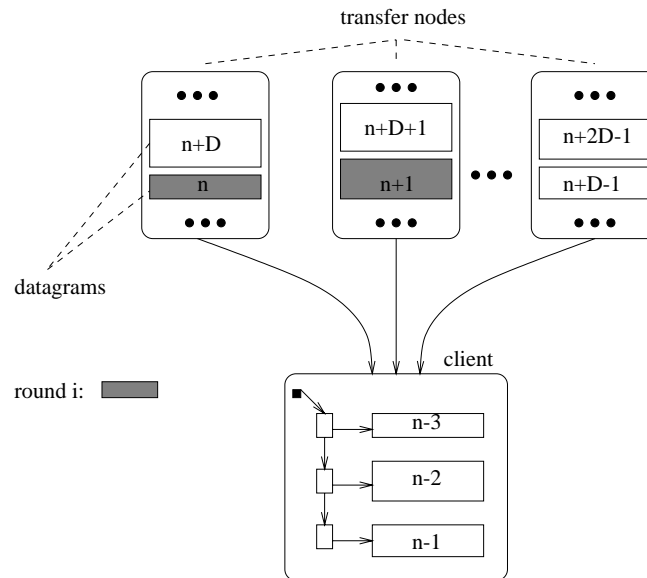 transfer nodes
n+D
n
n+D+1
n+1
n+2D-1
n+D-1
datagrams
client
round i:
n-3
n-2
n-1